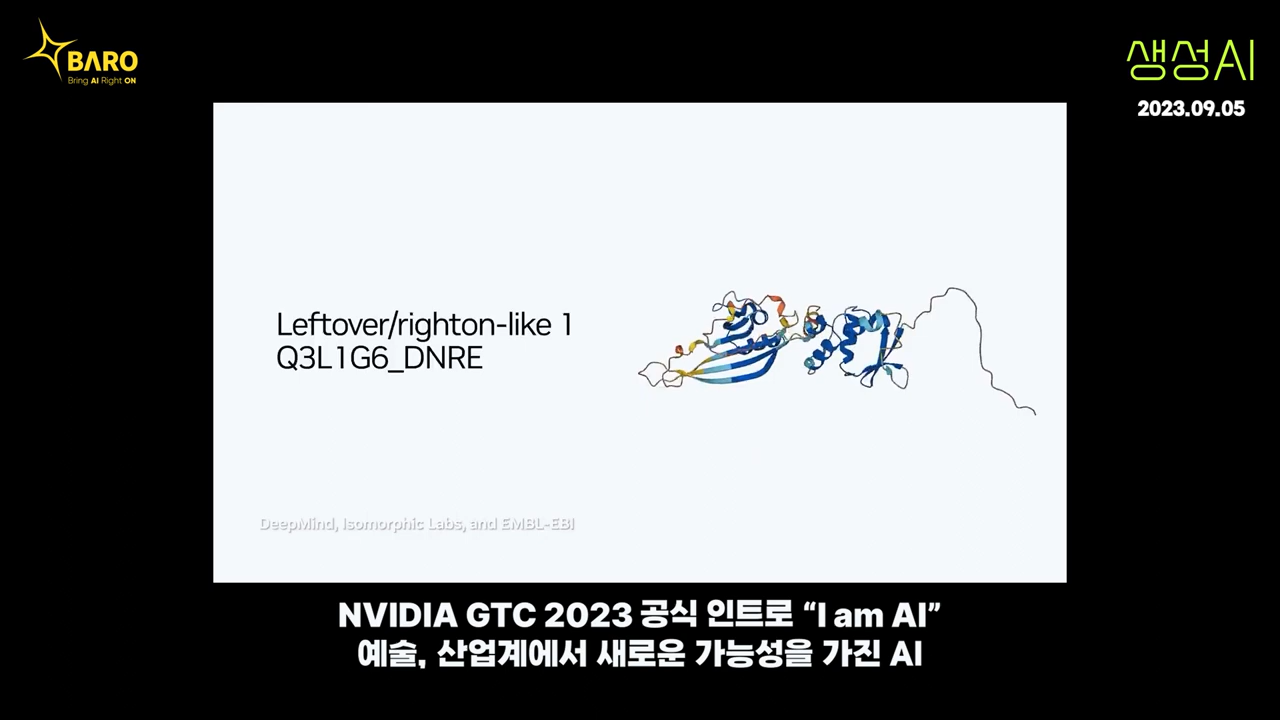 BARO
Bring AI Right ON
생성AI
2023.09.05
Leftover/righton-like 1
Q3L1G6_DNRE
DeepMind, Isomorphic Labs, and EMBL-EBI
NVIDIA GTC 2023 공식 인트로 “I am AI”
예술, 산업계에서 새로운 가능성을 가진 AI